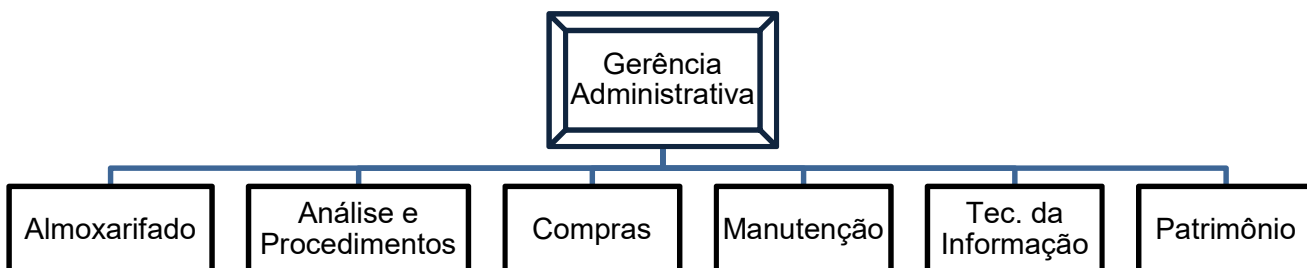 Gerência
Administrativa
Almoxarifado
Análise e
Procedimentos
Compras
Manutenção
Tec. da
Informação
Patrimônio